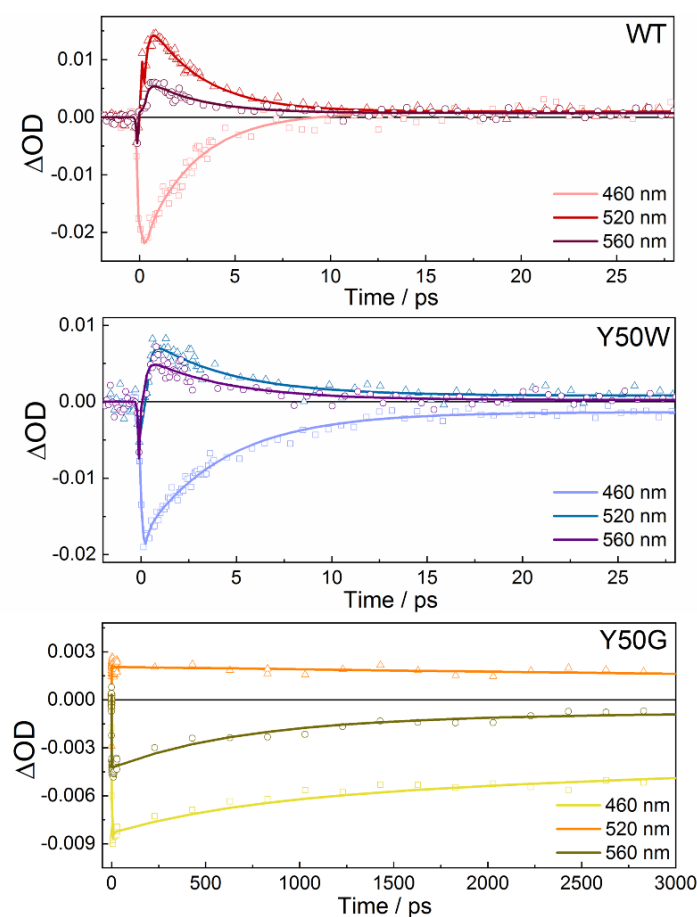 WT
0.01
0.00
-0.01
-0.02
ΔOD
460 nm
520 nm
560 nm
0 5 10 15 20 25
Time / ps
Y50W
0.01
0.00
-0.01
-0.02
ΔOD
460 nm
520 nm
560 nm
0 5 10 15 20 25
Time / ps
Y50G
0.003
0.000
-0.003
-0.006
-0.009
ΔOD
460 nm
520 nm
560 nm
0 500 1000 1500 2000 2500 3000
Time / ps